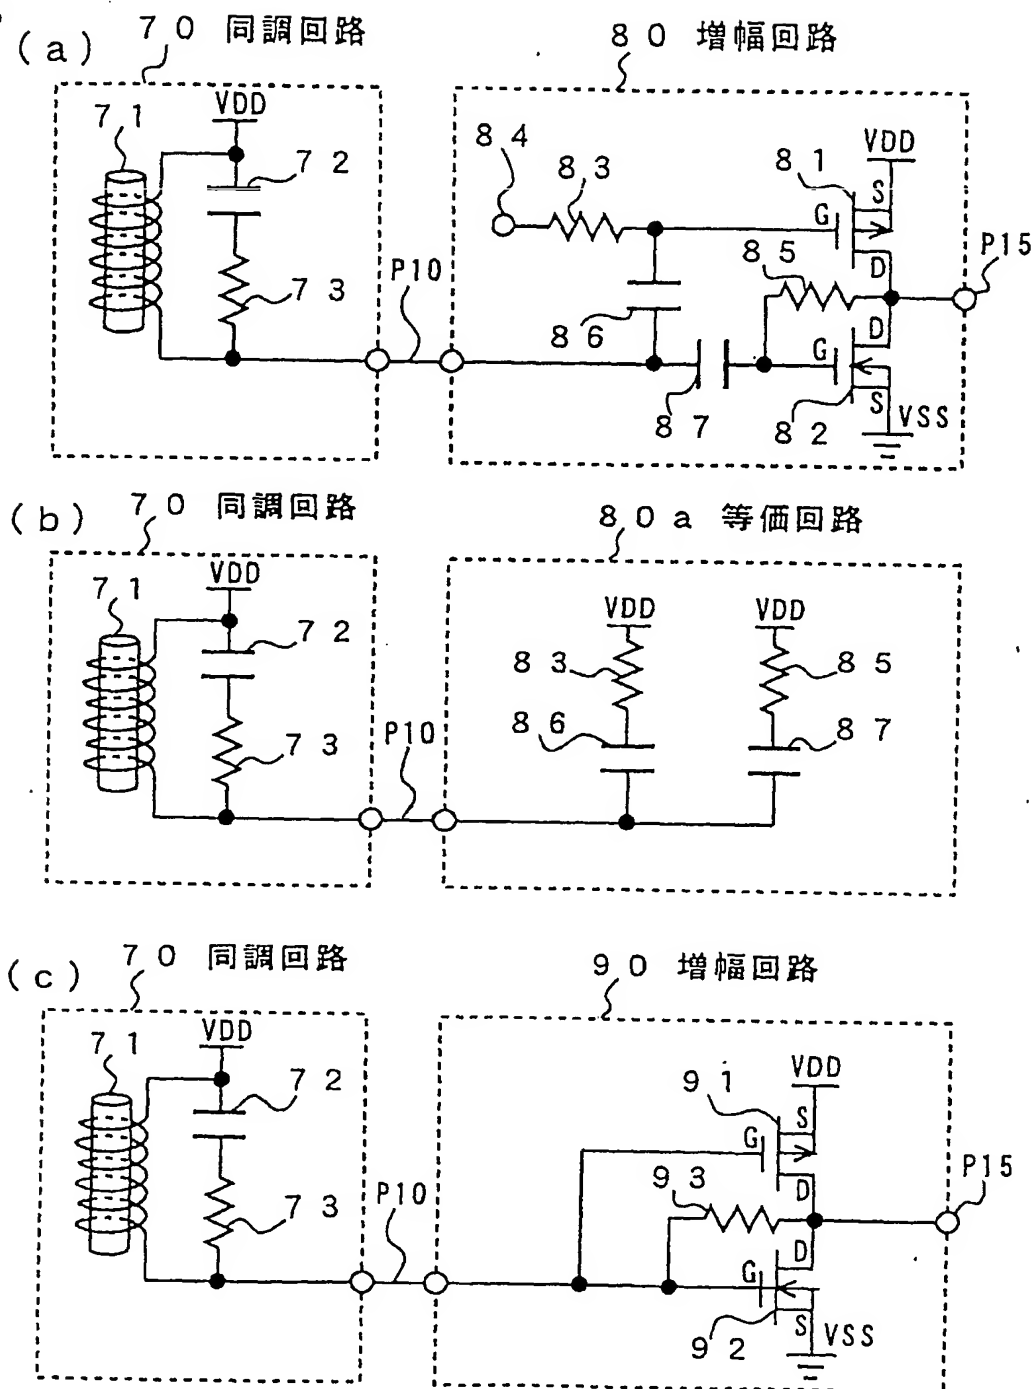 (a)
７０ 同調回路
８０ 増幅回路
７１
VDD
７２
７３
P10
８４
８３
８６
８７
８５
８１
VDD
S
G
D
P15
D
G
S
８２
VSS
(b)
７０ 同調回路
８０a 等価回路
７１
VDD
７２
７３
P10
VDD
８３
８６
VDD
８５
８７
(c)
７０ 同調回路
９０ 増幅回路
７１
VDD
７２
７３
P10
９１
VDD
S
G
D
９３
P15
D
G
S
９２
VSS